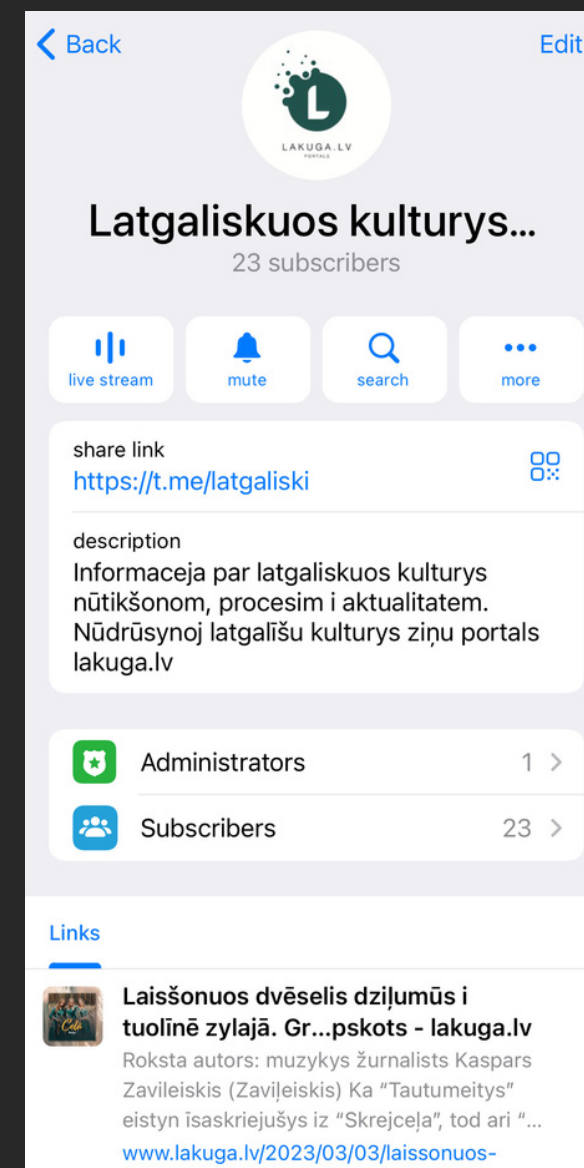 Back
Edit
L
LAKUGA.LV
PORTALS
Latgaliskuos kulturys...
23 subscribers
live stream
mute
search
more
share link
https://t.me/latgaliski
description
Informaceja par latgaliskuos kulturys
nūtikšonom, procesim i aktualitatem.
Nūdrūsynoj latgalīšu kulturys ziņu portals
lakuga.lv
Administrators
1
Subscribers
23
Links
Laisšonuos dvēselis dziļumūs i
tuolīnē zylajā. Gr...pskots - lakuga.lv
Roksta autors: muzykys žurnalists Kaspars
Zavileiskis (Zaviļeiskis) Ka “Tautumeitys”
eistyn īsaskriejušys iz “Skrejceļa”, tod ari “...
www.lakuga.lv/2023/03/03/laissonuos-